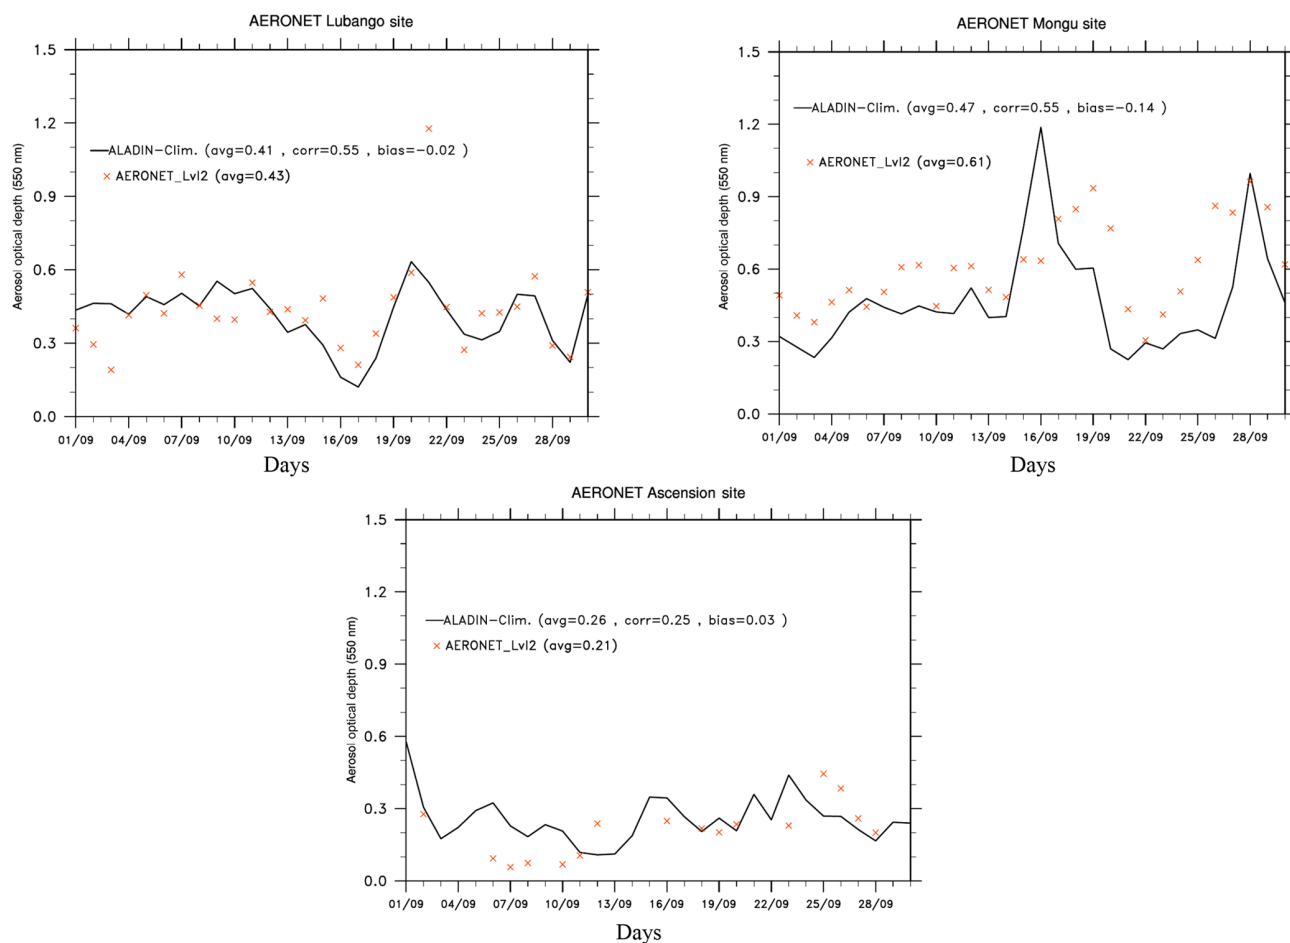 AERONET Lubango site
1.5
1.2
0.9
0.6
0.3
0.0
Aerosol optical depth (550 nm)
ALADIN-Clim. (avg=0.41 , corr=0.55 , bias=-0.02 )
AERONET_Lvl2 (avg=0.43)
01/09 04/09 07/09 10/09 13/09 16/09 19/09 22/09 25/09 28/09
Days
AERONET Mongu site
1.5
1.2
0.9
0.6
0.3
0.0
Aerosol optical depth (550 nm)
ALADIN-Clim. (avg=0.47 , corr=0.55 , bias=-0.14 )
AERONET_Lvl2 (avg=0.61)
01/09 04/09 07/09 10/09 13/09 16/09 19/09 22/09 25/09 28/09
Days
AERONET Ascension site
1.5
1.2
0.9
0.6
0.3
0.0
Aerosol optical depth (550 nm)
ALADIN-Clim. (avg=0.26 , corr=0.25 , bias=0.03 )
AERONET_Lvl2 (avg=0.21)
01/09 04/09 07/09 10/09 13/09 16/09 19/09 22/09 25/09 28/09
Days